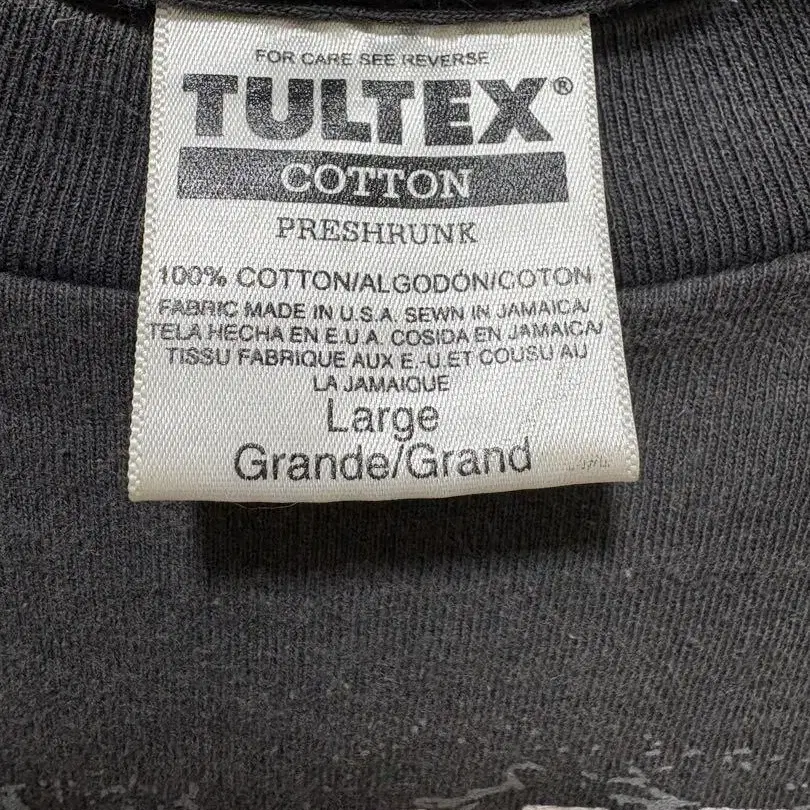 FOR CARE SEE REVERSE
TULTEX®
COTTON
PRESHRUNK
100% COTTON/ALGODÓN/COTON
FABRIC MADE IN U.S.A. SEWN IN JAMAICA/
TELA HECHA EN E.U.A. COSIDA EN JAMAICA/
TISSU FABRIQUE AUX E.-U.ET COUSU AU
LA JAMAIQUE
Large
Grande/Grand